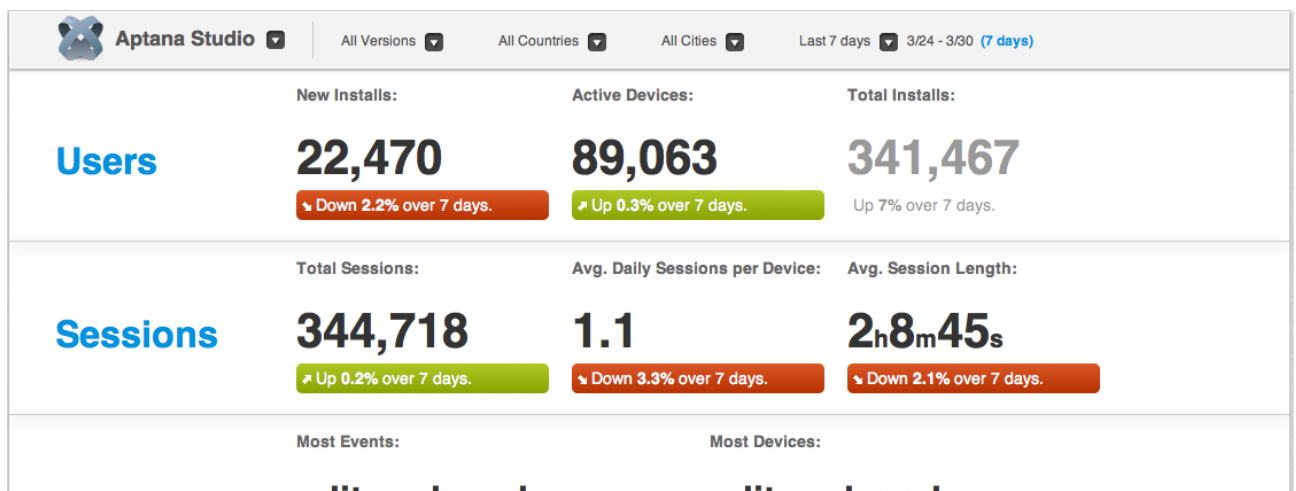 Aptana Studio All Versions All Countries All Cities Last 7 days 3/24 - 3/30 (7 days)
New Installs: Active Devices: Total Installs:
Users 22,470 89,063 341,467
Down 2.2% over 7 days. Up 0.3% over 7 days. Up 7% over 7 days.
Total Sessions: Avg. Daily Sessions per Device: Avg. Session Length:
Sessions 344,718 1.1 2h8m45s
Up 0.2% over 7 days. Down 3.3% over 7 days. Down 2.1% over 7 days.
Most Events: Most Devices: